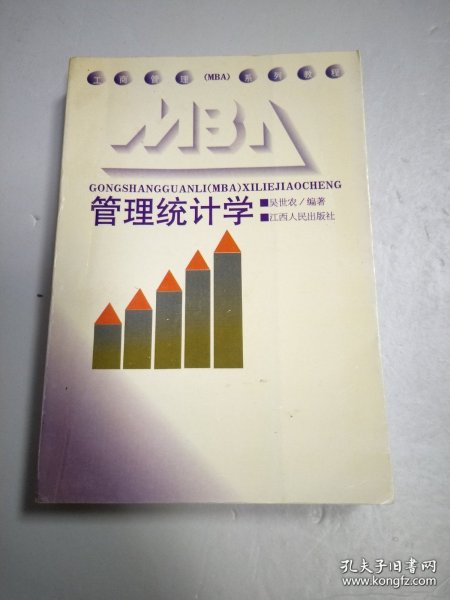 工商管理(MBA)系列教程
MBA
GONGSHANGGUANLI(MBA)XILIEJIAOCHENG
管理统计学
■吴世农/编著
■江西人民出版社
孔夫子旧书网
www.kongfz.com